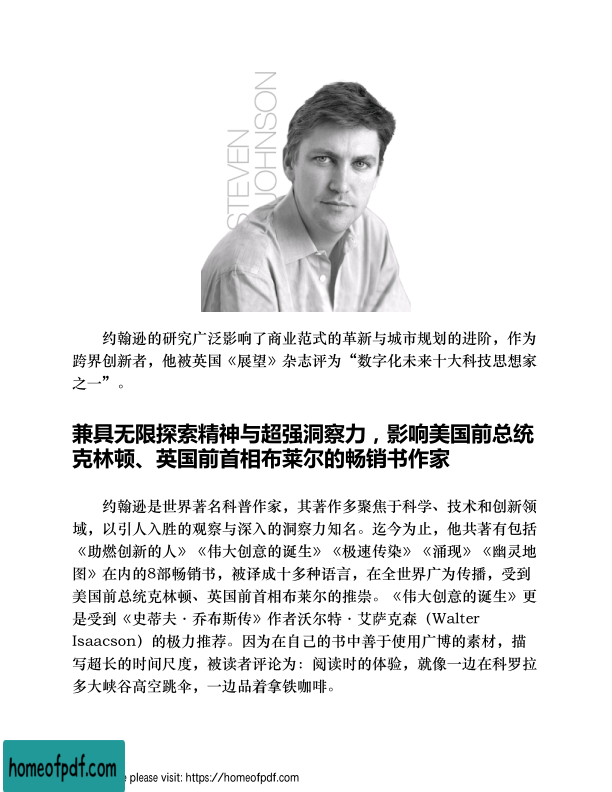 STEVEN
JOHNSON
约翰逊的研究广泛影响了商业范式的革新与城市规划的进阶，作为
跨界创新者，他被英国《展望》杂志评为“数字化未来十大科技思想家
之一”。
兼具无限探索精神与超强洞察力，影响美国前总统
克林顿、英国前首相布莱尔的畅销书作家
约翰逊是世界著名科普作家，其著作多聚焦于科学、技术和创新领
域，以引人入胜的观察与深入的洞察力知名。迄今为止，他共著有包括
《助燃创新的人》《伟大创意的诞生》《极速传染》《涌现》《幽灵地
图》在内的8部畅销书，被译成十多种语言，在全世界广为传播，受到
美国前总统克林顿、英国前首相布莱尔的推崇。《伟大创意的诞生》更
是受到《史蒂夫·乔布斯传》作者沃尔特·艾萨克森（Walter
Isaacson）的极力推荐。因为在自己的书中善于使用广博的素材，描
写超长的时间尺度，被读者评论为：阅读时的体验，就像一边在科罗拉
多大峡谷高空跳伞，一边品着拿铁咖啡。
homeofpdf.com
e please visit: https://homeofpdf.com